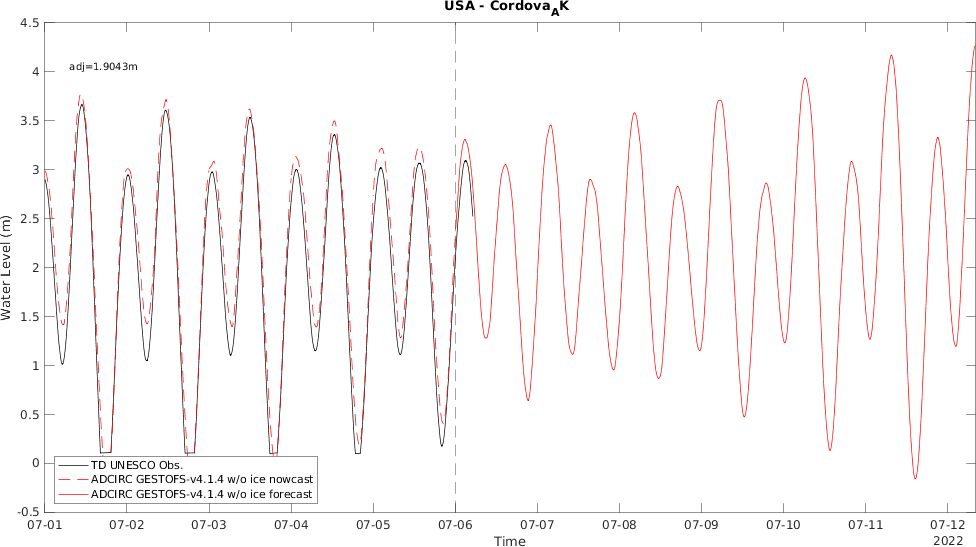 USA - Cordova_AK
4.5
adj=1.9043m
4
3.5
3
2.5
2
1.5
1
0.5
0
-0.5
Water Level (m)
TD UNESCO Obs.
ADCIRC GESTOFS-v4.1.4 w/o ice nowcast
ADCIRC GESTOFS-v4.1.4 w/o ice forecast
07-01 07-02 07-03 07-04 07-05 07-06 07-07 07-08 07-09 07-10 07-11 07-12
Time
2022